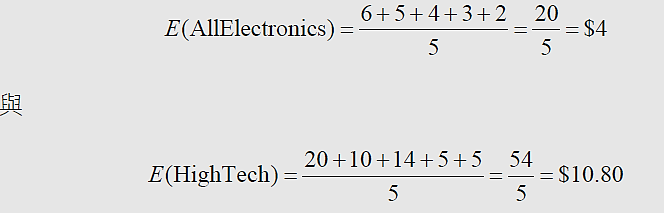 E(AllElectronics) = (6+5+4+3+2)/5 = 20/5 = $4
與
E(HighTech) = (20+10+14+5+5)/5 = 54/5 = $10.80